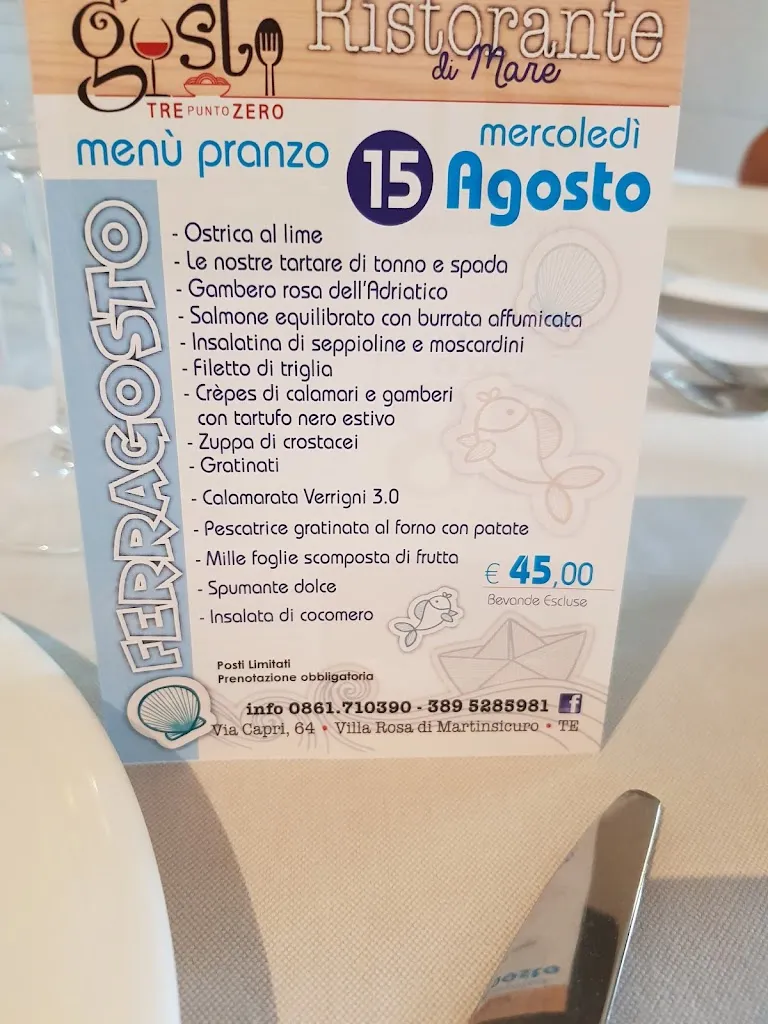 gusto Ristorante
di Mare
TRE PUNTO ZERO
menù pranzo 15 mercoledì
Agosto
FERRAGOSTO
- Ostrica al lime
- Le nostre tartare di tonno e spada
- Gambero rosa dell'Adriatico
- Salmone equilibrato con burrata affumicata
- Insalatina di seppioline e moscardini
- Filetto di triglia
- Crèpes di calamari e gamberi
con tartufo nero estivo
- Zuppa di crostacei
- Gratinati
- Calamarata Verrigni 3.0
- Pescatrice gratinata al forno con patate
- Mille foglie scomposta di frutta
- Spumante dolce
- Insalata di cocomero
€ 45,00
Bevande Escluse
Posti Limitati
Prenotazione obbligatoria
info 0861.710390 - 389 5285981 f
Via Capri, 64 • Villa Rosa di Martinsicuro • TE